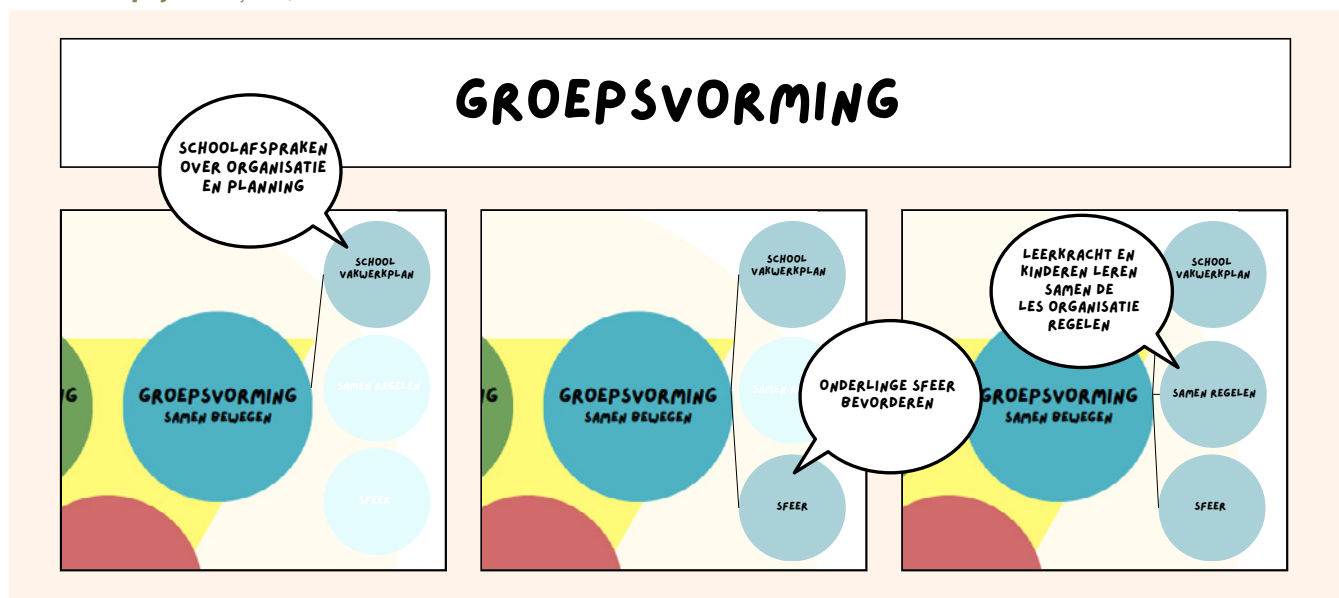 GROEPSVORMING
SCHOOLAFSPRAKEN
OVER ORGANISATIE
EN PLANNING
SCHOOL
VAKWERKPLAN
GROEPSVORMING
SAMEN BEWEGEN
SAMEN REGELEN
SFEER
SCHOOL
VAKWERKPLAN
GROEPSVORMING
SAMEN BEWEGEN
ONDERLINGE SFEER
BEVORDEREN
SFEER
LEERKRACHT EN
KINDEREN LEREN
SAMEN DE
LES ORGANISATIE
REGELEN
SCHOOL
VAKWERKPLAN
GROEPSVORMING
SAMEN BEWEGEN
SAMEN REGELEN
SFEER